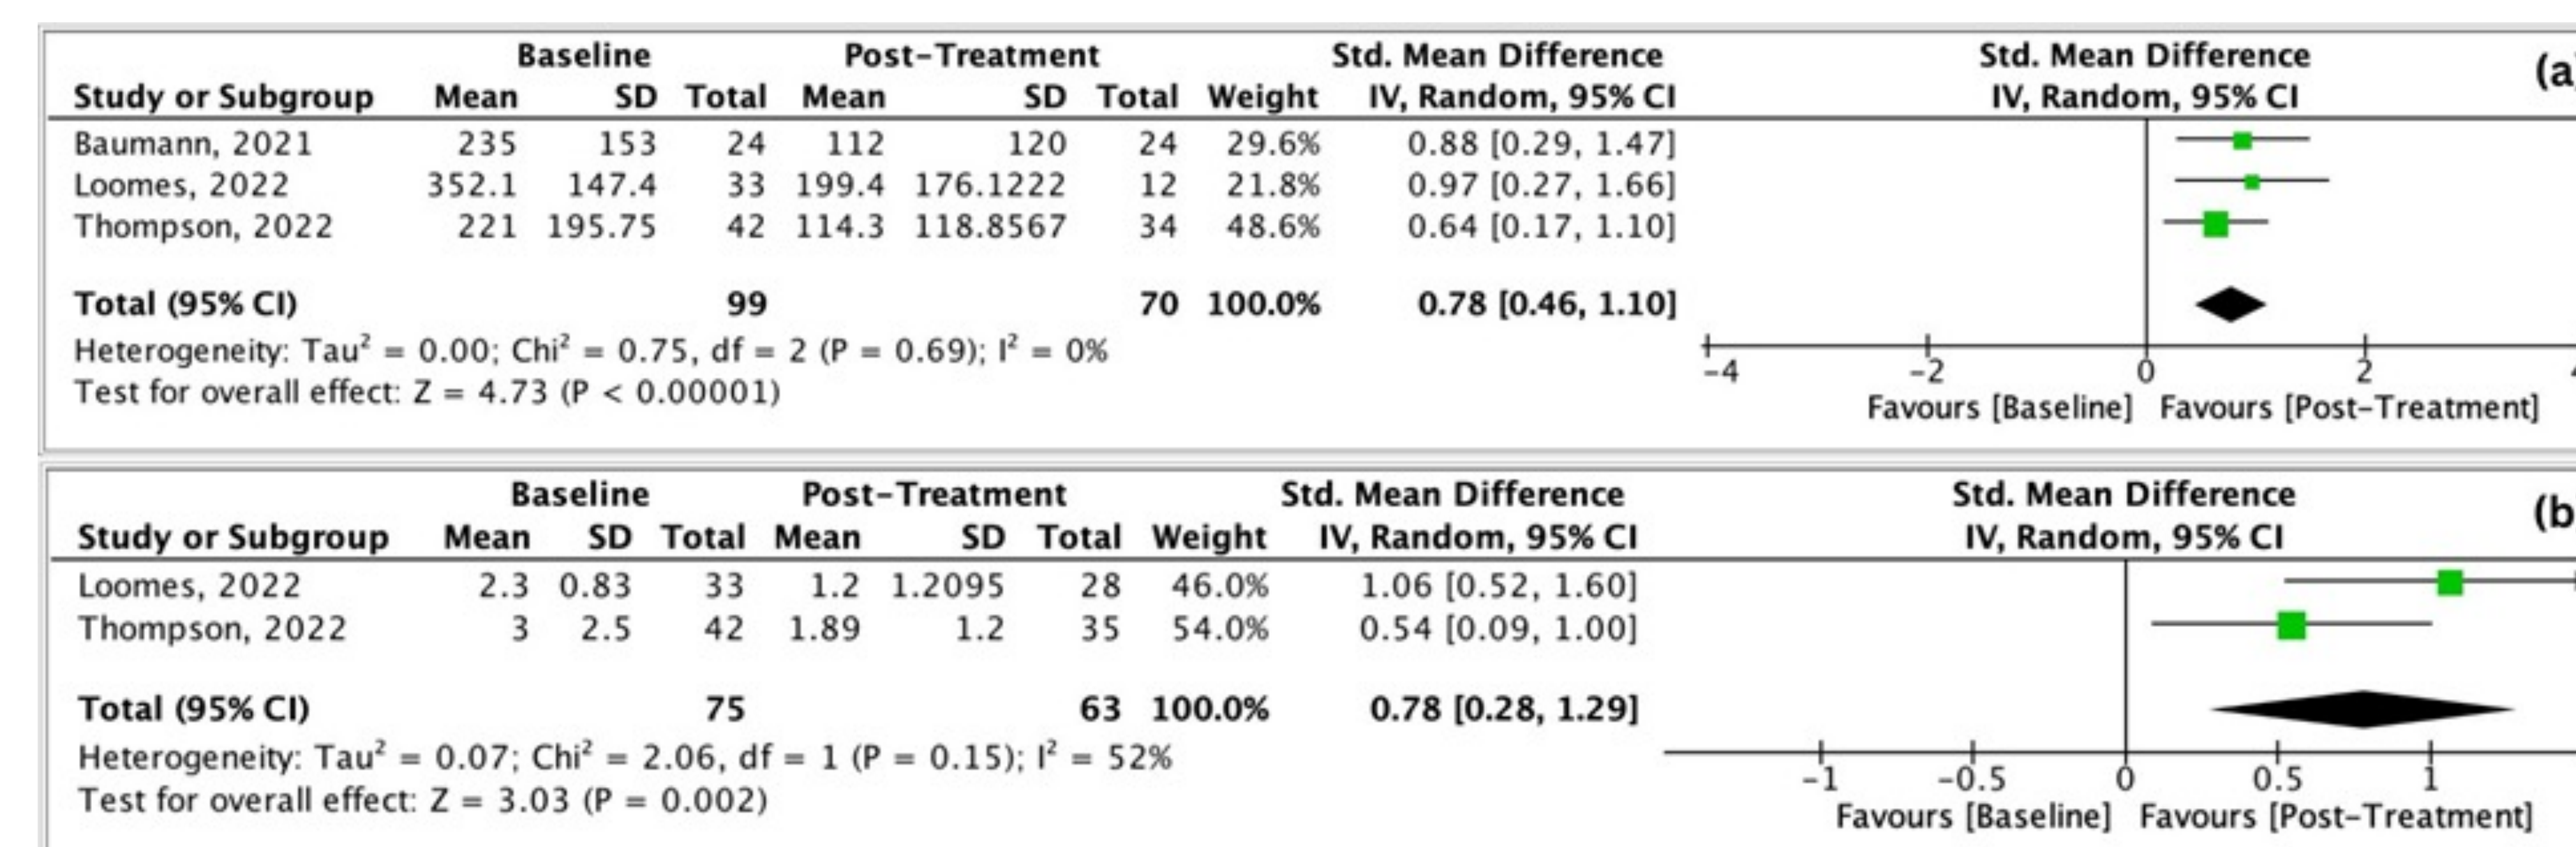 Baseline Post-Treatment Std. Mean Difference Std. Mean Difference (a)
Study or Subgroup Mean SD Total Mean SD Total Weight IV, Random, 95% CI IV, Random, 95% CI
Baumann, 2021 235 153 24 112 120 24 29.6% 0.88 [0.29, 1.47]
Loomes, 2022 352.1 147.4 33 199.4 176.1222 12 21.8% 0.97 [0.27, 1.66]
Thompson, 2022 221 195.75 42 114.3 118.8567 34 48.6% 0.64 [0.17, 1.10]
Total (95% CI) 99 70 100.0% 0.78 [0.46, 1.10]
Heterogeneity: Tau² = 0.00; Chi² = 0.75, df = 2 (P = 0.69); I² = 0%
Test for overall effect: Z = 4.73 (P < 0.00001)
-4 -2 0 2
Favours [Baseline] Favours [Post-Treatment]
Baseline Post-Treatment Std. Mean Difference Std. Mean Difference (b
Study or Subgroup Mean SD Total Mean SD Total Weight IV, Random, 95% CI IV, Random, 95% CI
Loomes, 2022 2.3 0.83 33 1.2 1.2095 28 46.0% 1.06 [0.52, 1.60]
Thompson, 2022 3 2.5 42 1.89 1.2 35 54.0% 0.54 [0.09, 1.00]
Total (95% CI) 75 63 100.0% 0.78 [0.28, 1.29]
Heterogeneity: Tau² = 0.07; Chi² = 2.06, df = 1 (P = 0.15); I² = 52%
Test for overall effect: Z = 3.03 (P = 0.002)
-1 -0.5 0 0.5 1
Favours [Baseline] Favours [Post-Treatment]